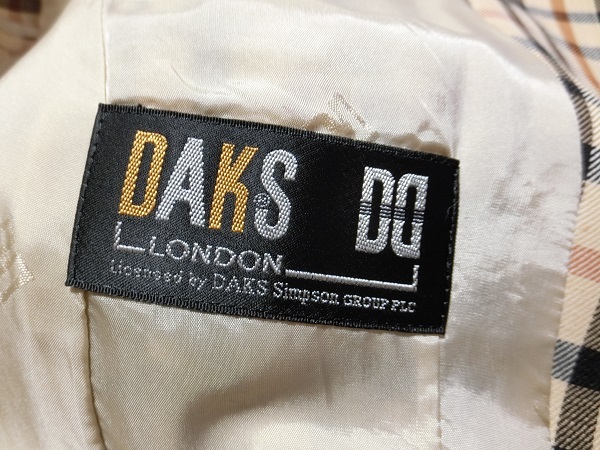 DAKS® DD
LONDON
Licensed by DAKS Simpson GROUP PLC